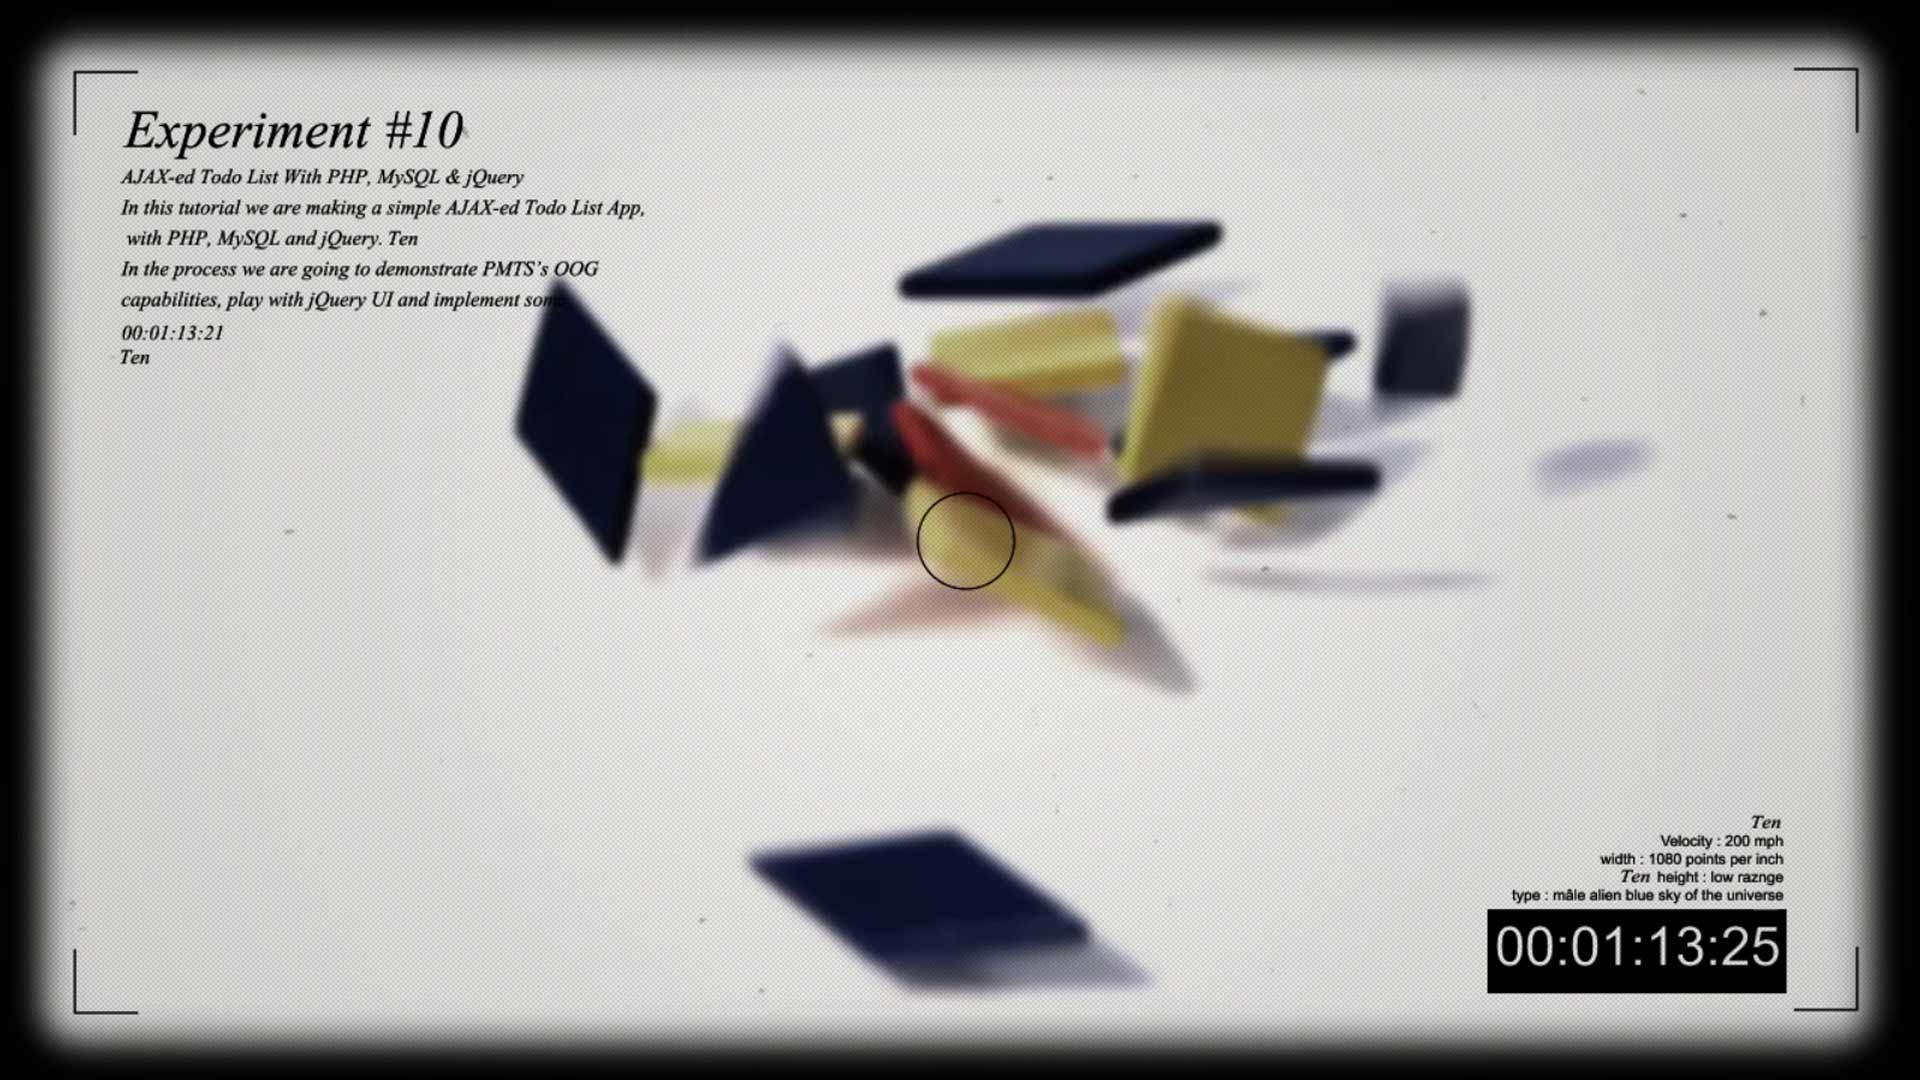 Experiment #10
AJAX-ed Todo List With PHP, MySQL & jQuery
In this tutorial we are making a simple AJAX-ed Todo List App,
with PHP, MySQL and jQuery. Ten
In the process we are going to demonstrate PMTS's OOG
capabilities, play with jQuery UI and implement some
00:01:13:21
Ten
Ten
Velocity : 200 mph
width : 1080 points per inch
Ten height : low raznge
type : mâle alien blue sky of the universe
00:01:13:25